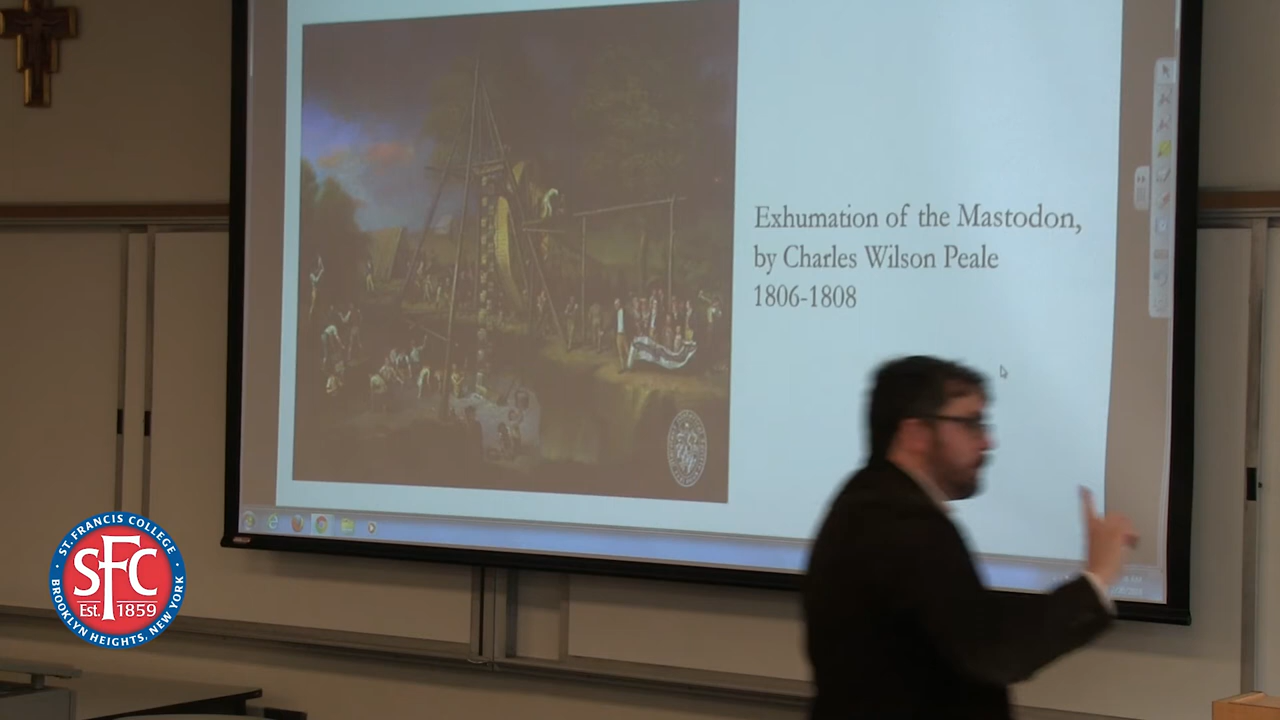 Exhumation of the Mastodon,
by Charles Wilson Peale
1806-1808
ST. FRANCIS COLLEGE
SFC
Est. 1859
BROOKLYN HEIGHTS, NEW YORK